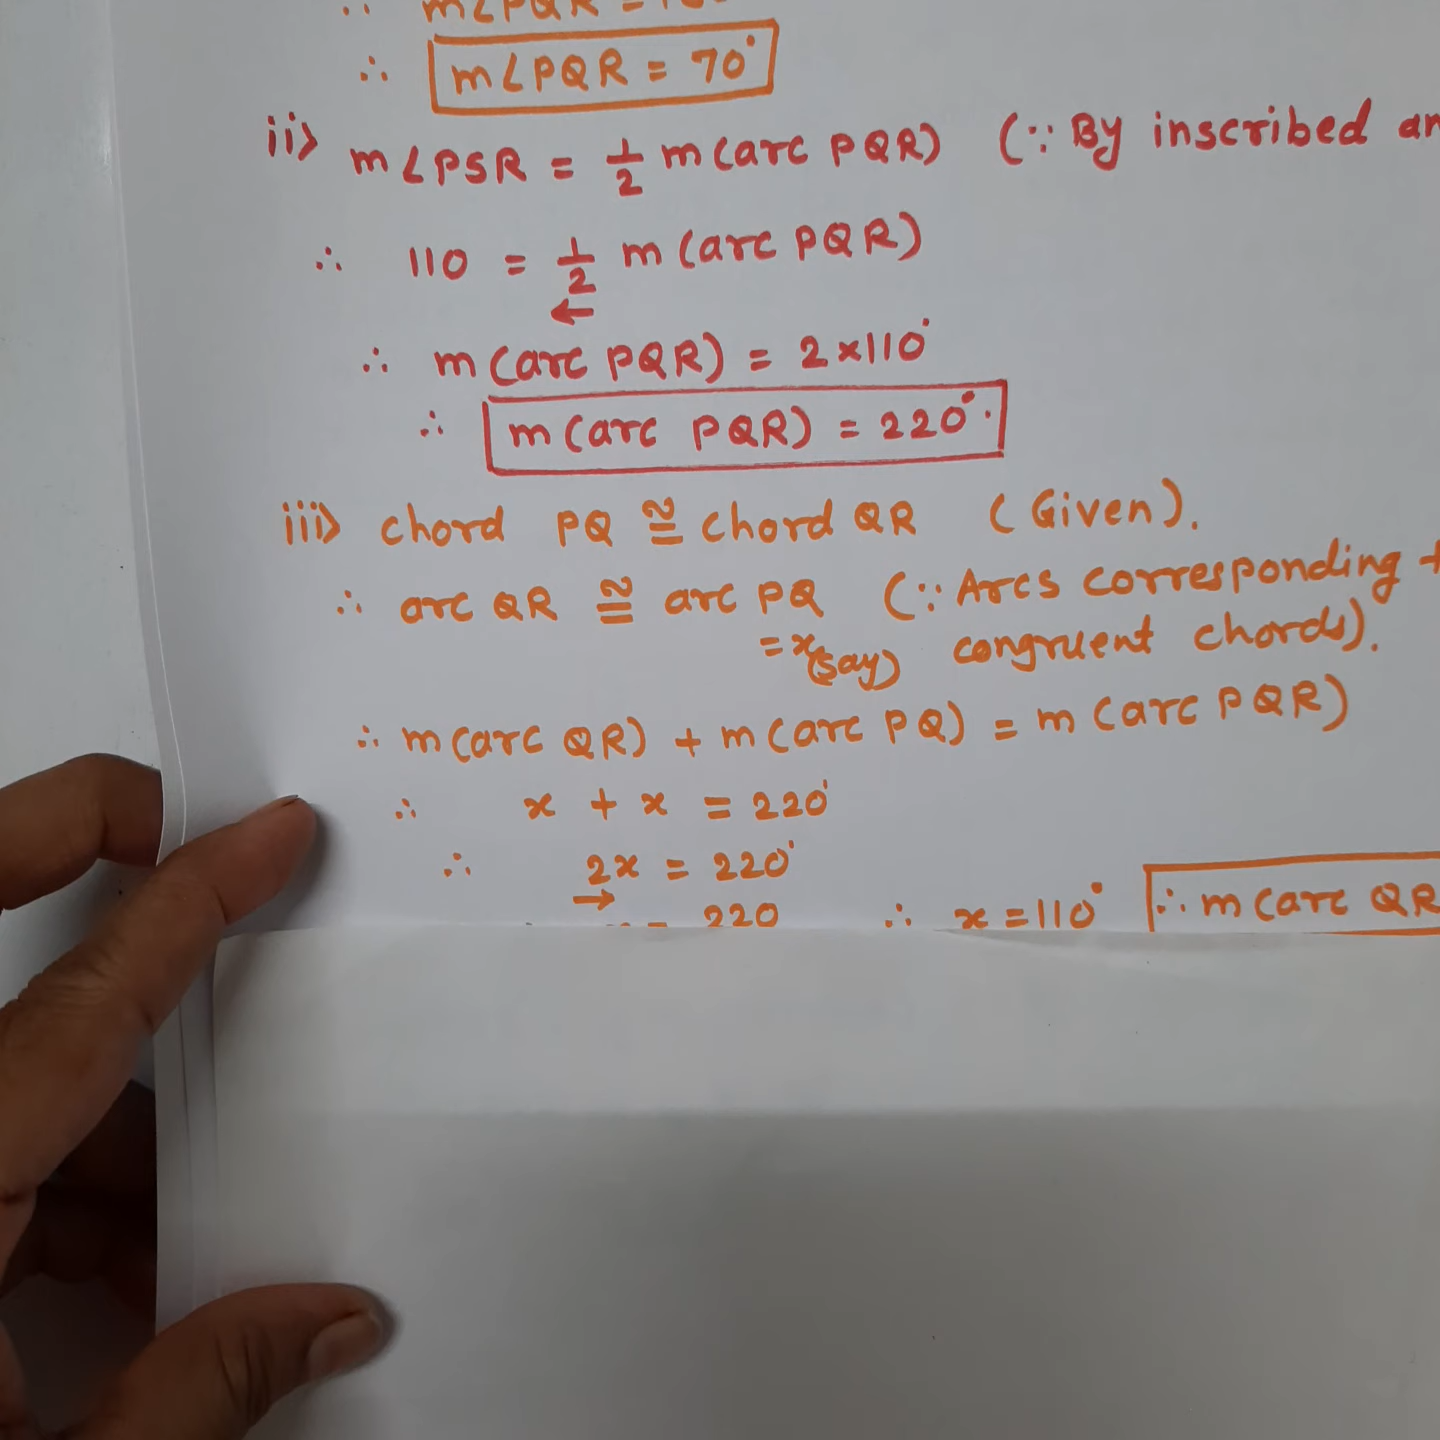 ∴ m∠PQR =
∴ m∠PQR = 70°
ii> m∠PSR = 1/2 m(arc PQR) (∵ By inscribed
∴ 110 = 1/2 m(arc PQR)
←
∴ m(arc PQR) = 2×110°
∴ m(arc PQR) = 220°.
iii> chord PQ ≅ chord QR (Given).
∴ arc QR ≅ arc PQ (∵ Arcs corresponding
=x (say) congruent chords).
∴ m(arc QR) + m(arc PQ) = m(arc PQR)
∴ x + x = 220°
∴ 2x = 220°
→
= 220 ∴ x = 110° ∴ m(arc QR